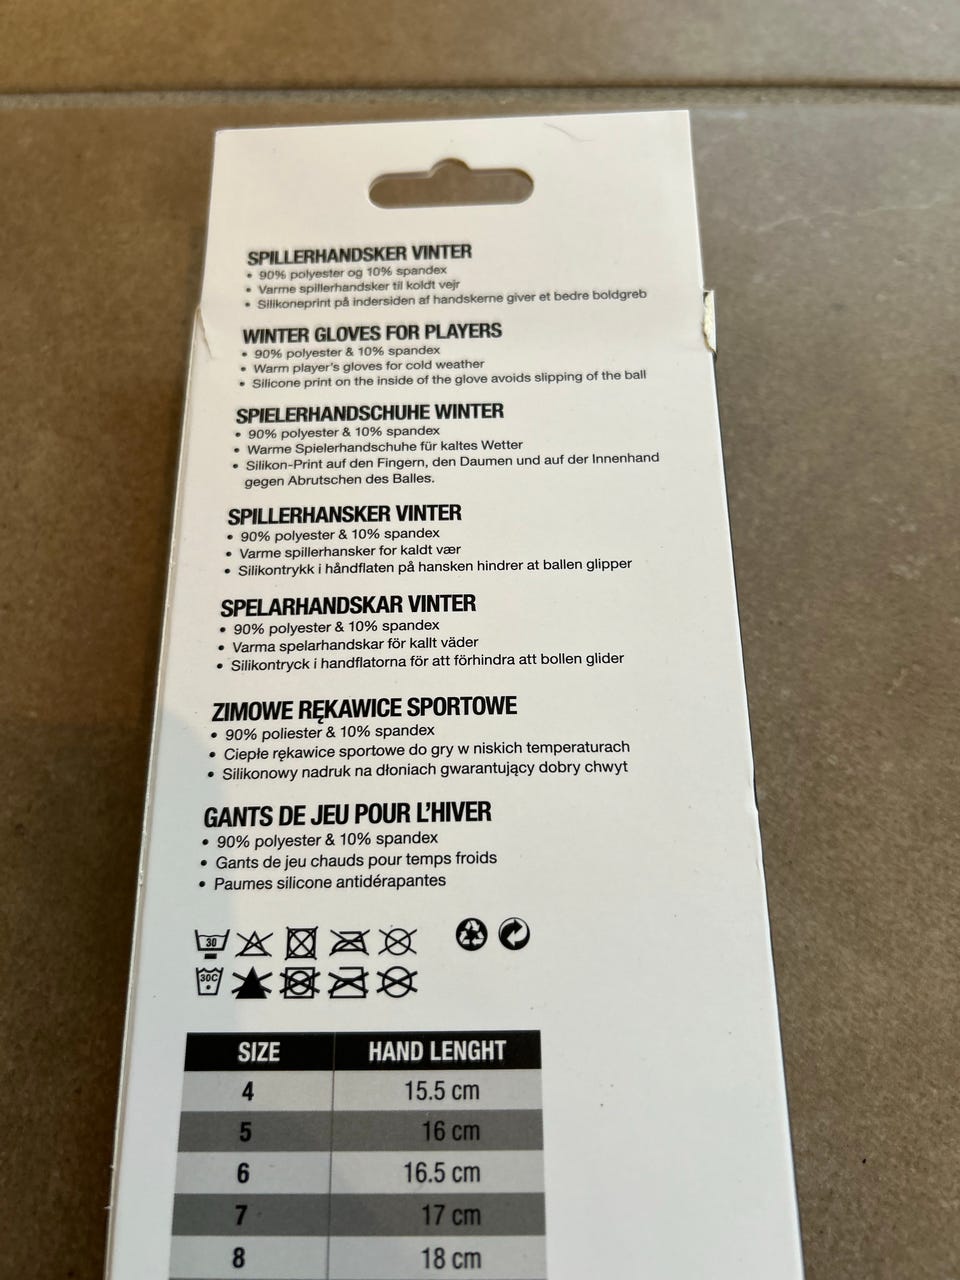 SPILLERHANDSKER VINTER
• 90% polyester og 10% spandex
• Varme spillerhandsker til koldt vejr
• Silikoneprint på indersiden af handskerne giver et bedre boldgreb
WINTER GLOVES FOR PLAYERS
• 90% polyester & 10% spandex
• Warm player's gloves for cold weather
• Silicone print on the inside of the glove avoids slipping of the ball
SPIELERHANDSCHUHE WINTER
• 90% polyester & 10% spandex
• Warme Spielerhandschuhe für kaltes Wetter
• Silikon-Print auf den Fingern, den Daumen und auf der Innenhand
gegen Abrutschen des Balles.
SPILLERHANSKER VINTER
• 90% polyester & 10% spandex
• Varme spillerhansker for kaldt vær
• Silikontrykk i håndflaten på hansken hindrer at ballen glipper
SPELARHANDSKAR VINTER
• 90% polyester & 10% spandex
• Varma spelarhandskar för kallt väder
• Silikontryck i handflatorna för att förhindra att bollen glider
ZIMOWE RĘKAWICE SPORTOWE
• 90% poliester & 10% spandex
• Ciepłe rękawice sportowe do gry w niskich temperaturach
• Silikonowy nadruk na dłoniach gwarantujący dobry chwyt
GANTS DE JEU POUR L'HIVER
• 90% polyester & 10% spandex
• Gants de jeu chauds pour temps froids
• Paumes silicone antidérapantes
30
30C
SIZE HAND LENGHT
4 15.5 cm
5 16 cm
6 16.5 cm
7 17 cm
8 18 cm